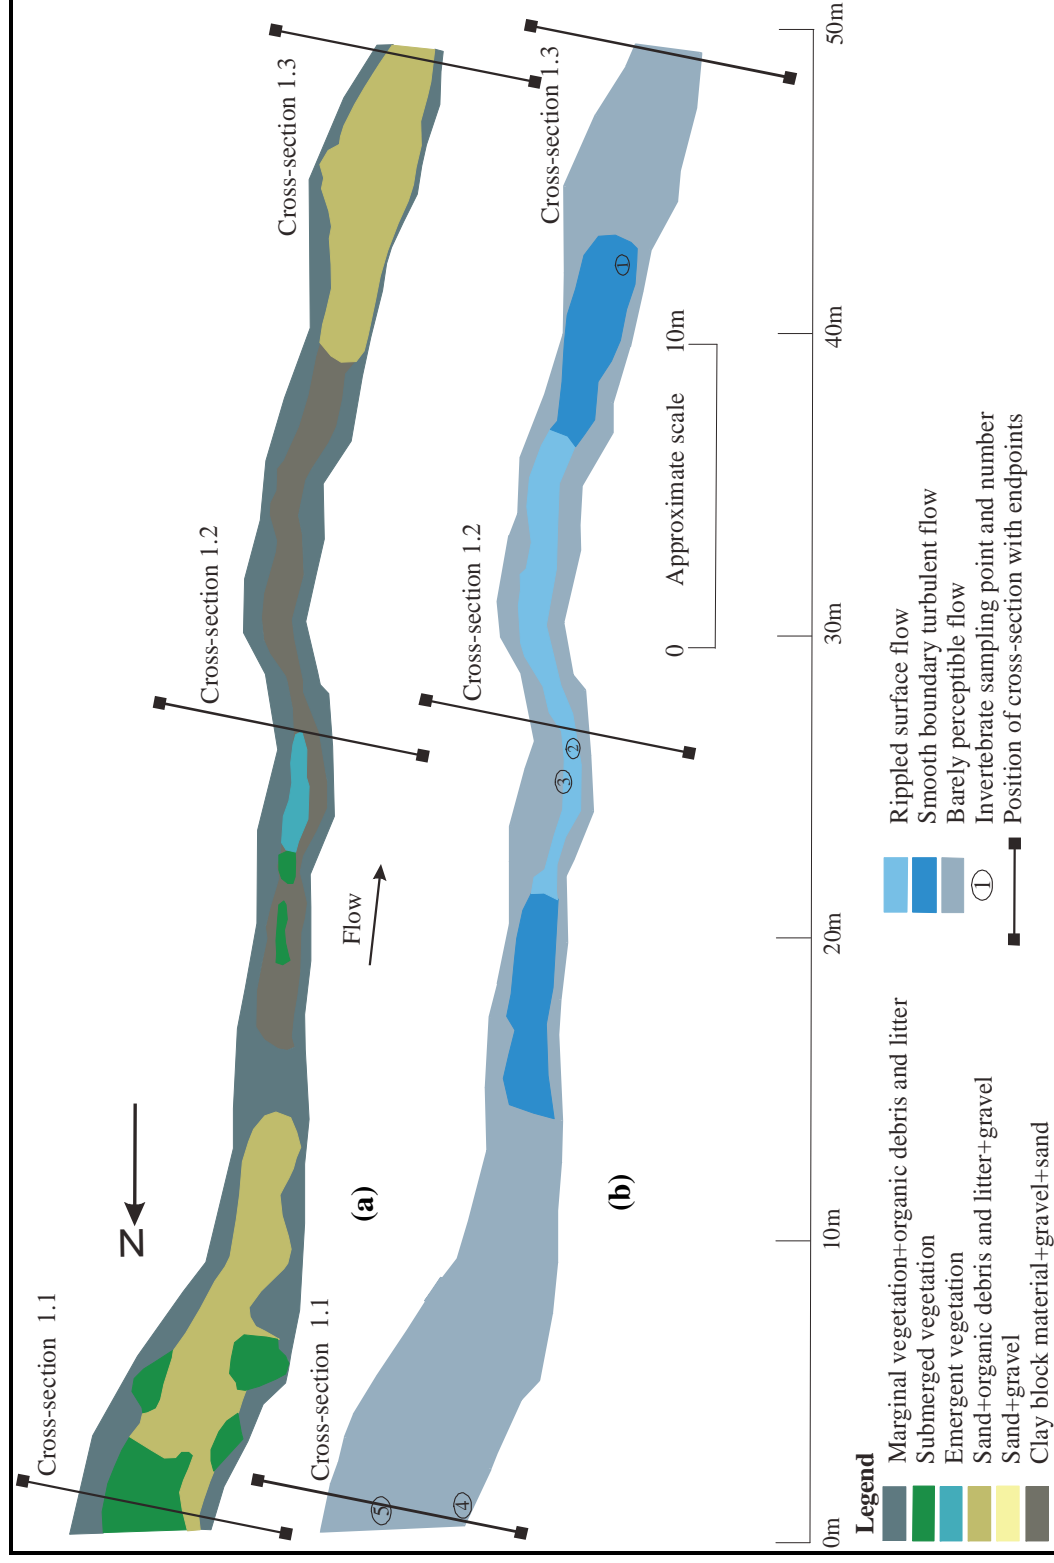 Cross-section 1.1
Cross-section 1.2
Cross-section 1.3
N
Flow
(a)
Cross-section 1.1
Cross-section 1.2
Cross-section 1.3
5
4
3
2
1
(b)
0 Approximate scale 10m
0m 10m 20m 30m 40m 50m
Legend
Marginal vegetation+organic debris and litter
Submerged vegetation
Emergent vegetation
Sand+organic debris and litter+gravel
Sand+gravel
Clay block material+gravel+sand
Rippled surface flow
Smooth boundary turbulent flow
Barely perceptible flow
1 Invertebrate sampling point and number
Position of cross-section with endpoints